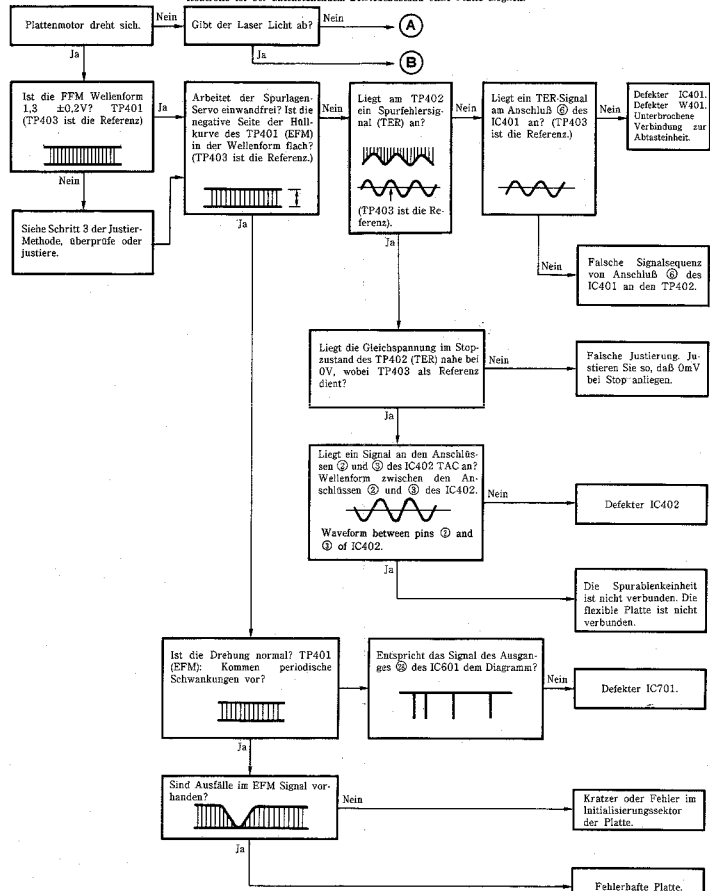 Plattenmotor dreht sich.
Nein
Gibt der Laser Licht ab?
Nein
A
Ja
Ja
B
Ist die FFM Wellenform
1,3 ±0,2V? TP401
(TP403 ist die Referenz)
Ja
Nein
Siehe Schritt 3 der Justier-
Methode, überprüfe oder
justiere.
Arbeitet der Spurlagen-
Servo einwandfrei? Ist die
negative Seite der Hüll-
kurve des TP401 (EFM)
in der Wellenform flach?
(TP403 ist die Referenz.)
Nein
Ja
Liegt am TP402
ein Spurfehlersig-
nal (TER) an?
(TP403 ist die Re-
ferenz).
Nein
Ja
Liegt ein TER-Signal
am Anschluß ⑥ des
IC401 an? (TP403
ist die Referenz.)
Nein
Defekter IC401.
Defekter W401.
Unterbrochene
Verbindung zur
Abtasteinheit.
Nein
Falsche Signalsequenz
von Anschluß ⑥ des
IC401 an den TP402.
Liegt die Gleichspannung im Stop-
zustand des TP402 (TER) nahe bei
0V, wobei TP403 als Referenz
dient?
Nein
Falsche Justierung. Ju-
stieren Sie so, daß 0mV
bei Stop anliegen.
Ja
Liegt ein Signal an den Anschlüs-
sen ② und ③ des IC402 TAC an?
Wellenform zwischen den An-
schlüssen ② und ③ des IC402.
Waveform between pins ② and
③ of IC402.
Nein
Defekter IC402
Ja
Die Spurablenkeinheit
ist nicht verbunden. Die
flexible Platte ist nicht
verbunden.
Ist die Drehung normal? TP401
(EFM): Kommen periodische
Schwankungen vor?
Entspricht das Signal des Ausgan-
ges ㉘ des IC601 dem Diagramm?
Nein
Defekter IC701.
Ja
Sind Ausfälle im EFM Signal vor-
handen?
Nein
Kratzer oder Fehler im
Initialisierungssektor
der Platte.
Ja
Fehlerhafte Platte.